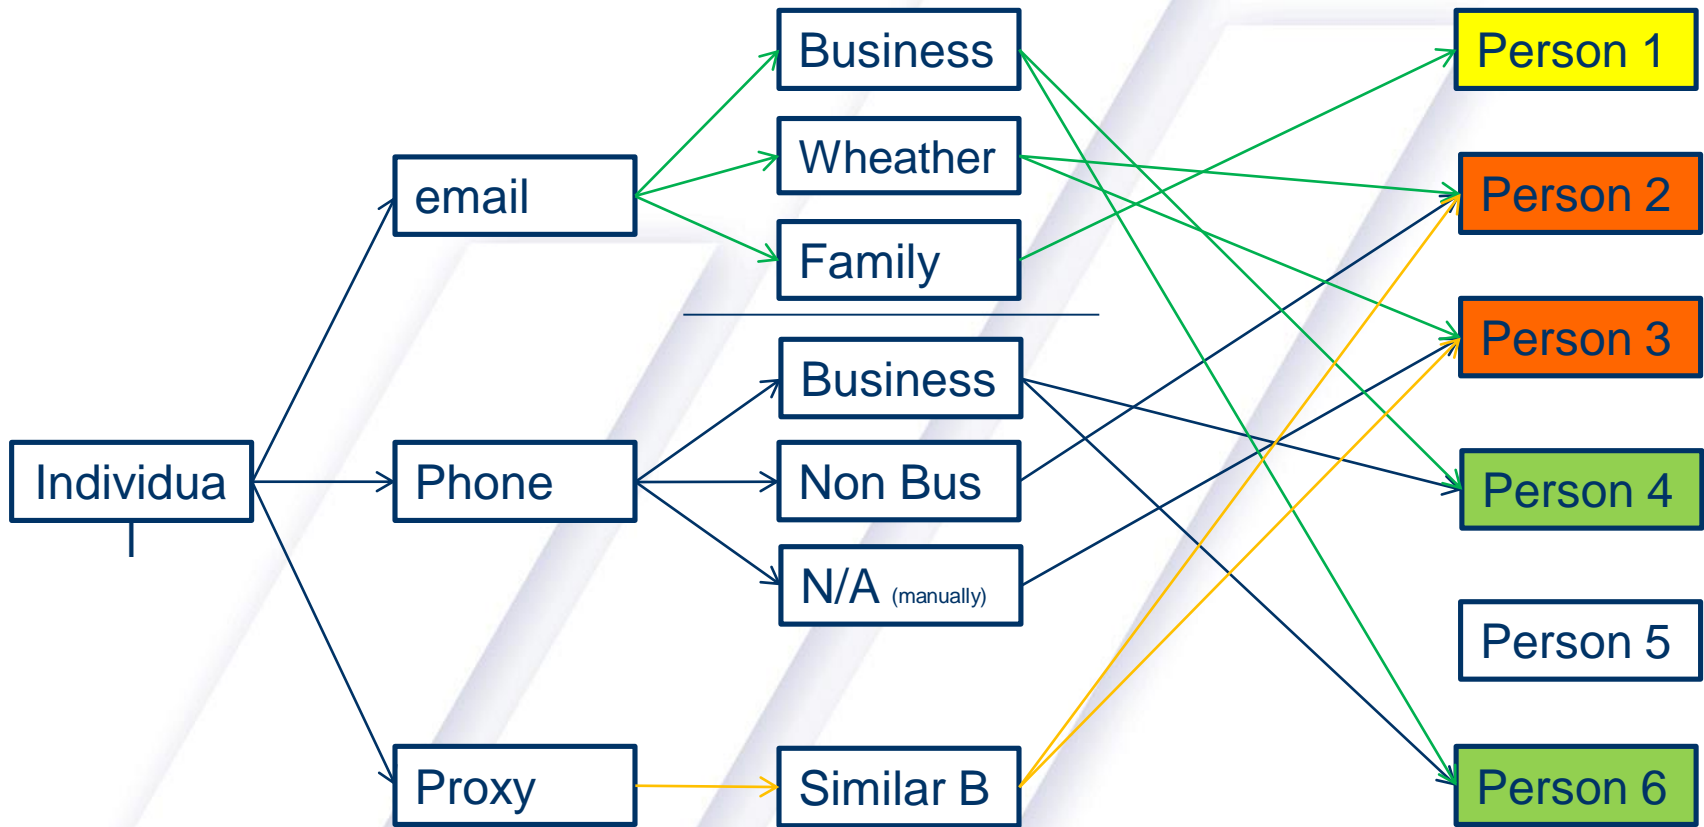 Business
Person 1
Wheather
email
Person 2
Family
Person 3
Business
Individua
Phone
Non Bus
Person 4
N/A (manually)
Person 5
Proxy
Similar B
Person 6